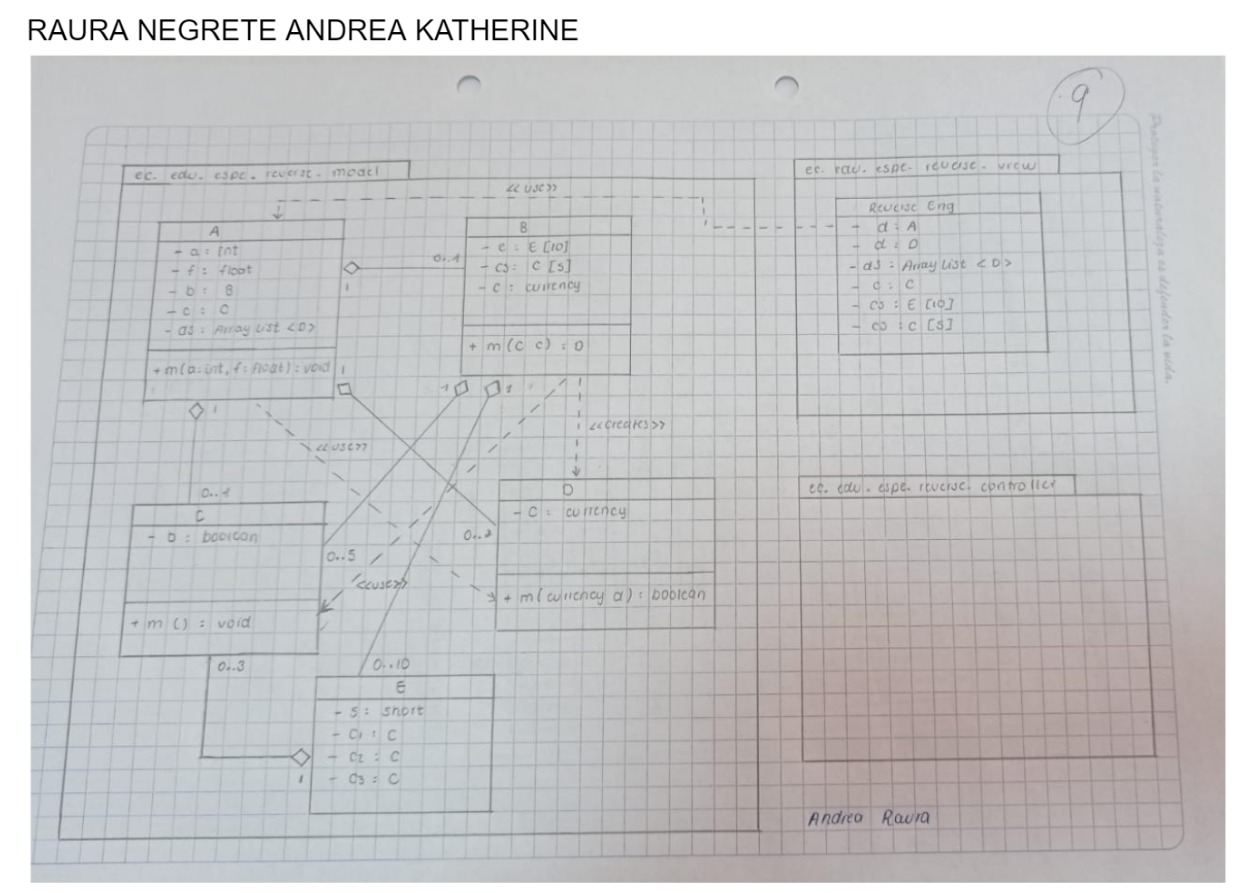 RAURA NEGRETE ANDREA KATHERINE
9
Proteger la naturaleza es defender la vida.
ec. edu. espe. reverse. model
<<use>>
A
- a : Int
- f : float
- b : B
- c : C
- ds : Array List <D>
+ m(a:int, f: float) : void
B
- e : E [10]
- cs : C [5]
- c : currency
+ m (C c) : D
0..1
1
1
1
1
1
<<use>>
<<creates>>
0..1
C
- b : boolean
+ m () : void
0..5
0..2
<<use>>
D
- c : currency
+ m ( currency a) : boolean
0..3
0..10
E
- s : short
- c1 : C
- c2 : C
- c3 : C
1
ec. edu. espe. reverse. view
Reverse Eng
- d : A
- d : D
- ds : Array List <D>
- c : C
- es : E [10]
- cs : C [5]
ec. edu. espe. reverse. controller
Andrea Raura